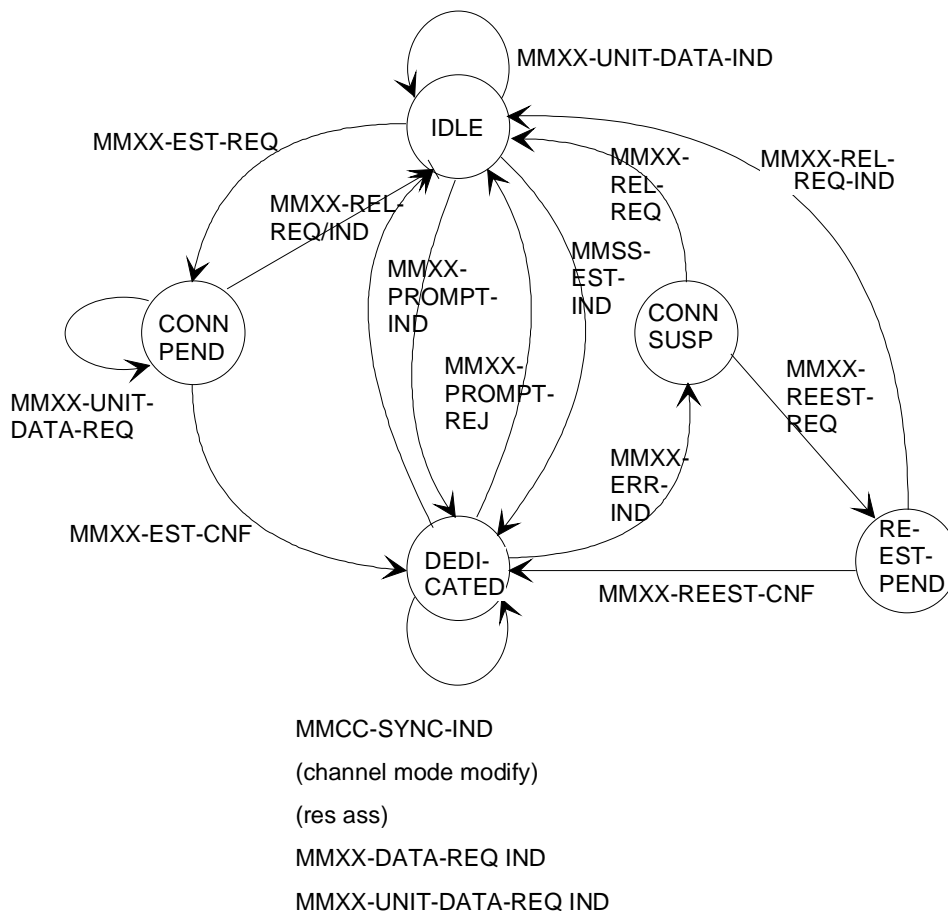 MMXX-UNIT-DATA-IND
IDLE
MMXX-EST-REQ
MMXX-REL-
REQ/IND
MMXX-
REL-
REQ
MMXX-REL-
REQ-IND
MMXX-
PROMPT-
IND
MMSS-
EST-
IND
CONN
PEND
CONN
SUSP
MMXX-
PROMPT-
REJ
MMXX-
REEST-
REQ
MMXX-UNIT-
DATA-REQ
MMXX-
ERR-
IND
MMXX-EST-CNF
DEDI-
CATED
RE-
EST-
PEND
MMXX-REEST-CNF
MMCC-SYNC-IND
(channel mode modify)
(res ass)
MMXX-DATA-REQ IND
MMXX-UNIT-DATA-REQ IND